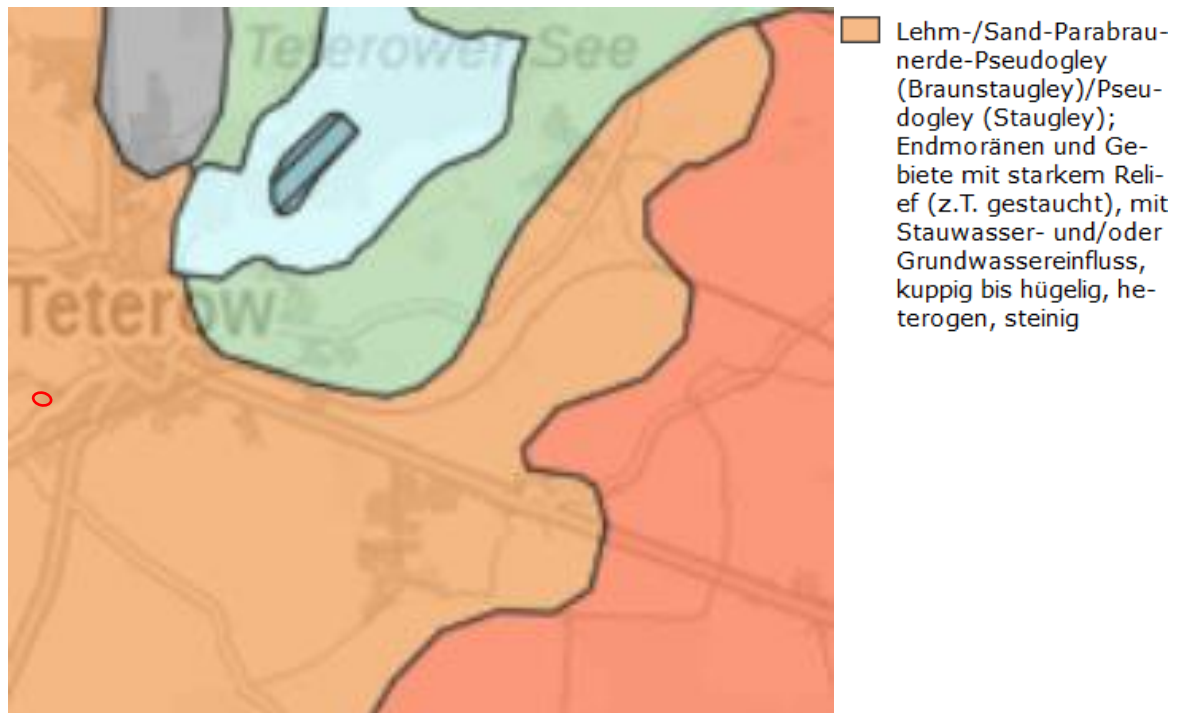 Teterower See
Teterow
Lehm-/Sand-Parabrau-
nerde-Pseudogley
(Braunstaugley)/Pseu-
dogley (Staugley);
Endmoränen und Ge-
biete mit starkem Reli-
ef (z.T. gestaucht), mit
Stauwasser- und/oder
Grundwassereinfluss,
kuppig bis hügelig, he-
terogen, steinig